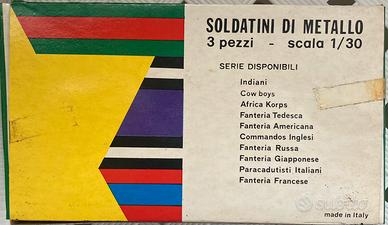 SOLDATINI DI METALLO
3 pezzi - scala 1/30
SERIE DISPONIBILI
Indiani
Cow boys
Africa Korps
Fanteria Tedesca
Fanteria Americana
Commandos Inglesi
Fanteria Russa
Fanteria Giapponese
Paracadutisti Italiani
Fanteria Francese
made in Italy
SUBITO